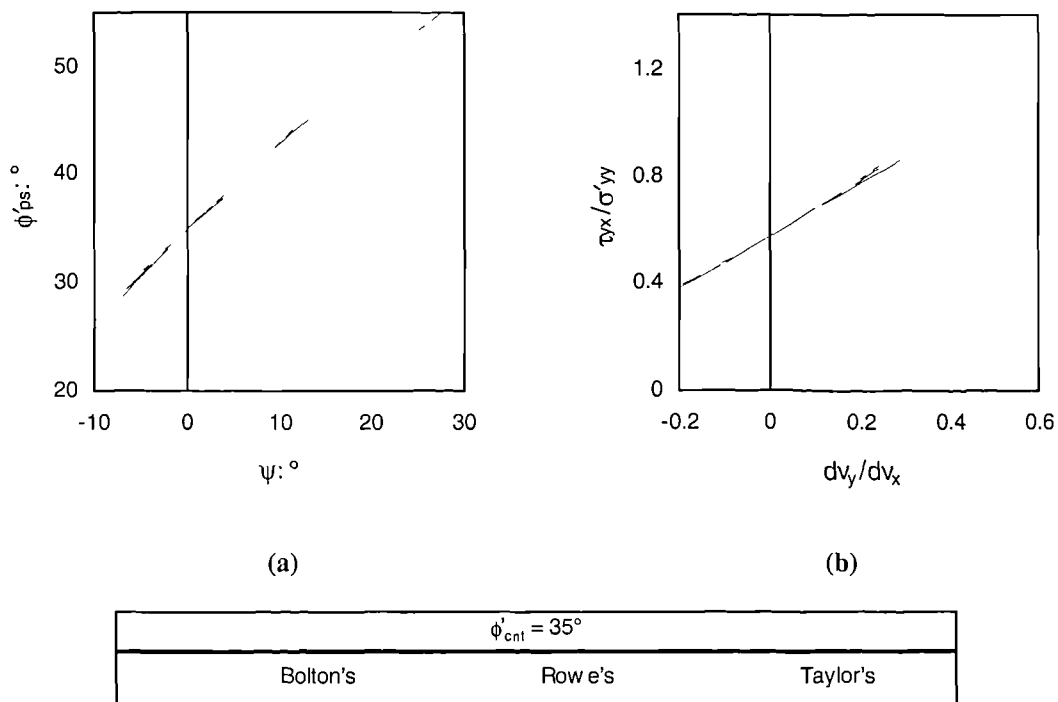 50
40
30
20
-10 0 10 20 30
φ'ps: °
ψ: °
1.2
0.8
0.4
0
-0.2 0 0.2 0.4 0.6
τyx/σ'yy
dvy/dvx
(a) (b)
φ'cnt = 35°
Bolton's Rowe's Taylor's